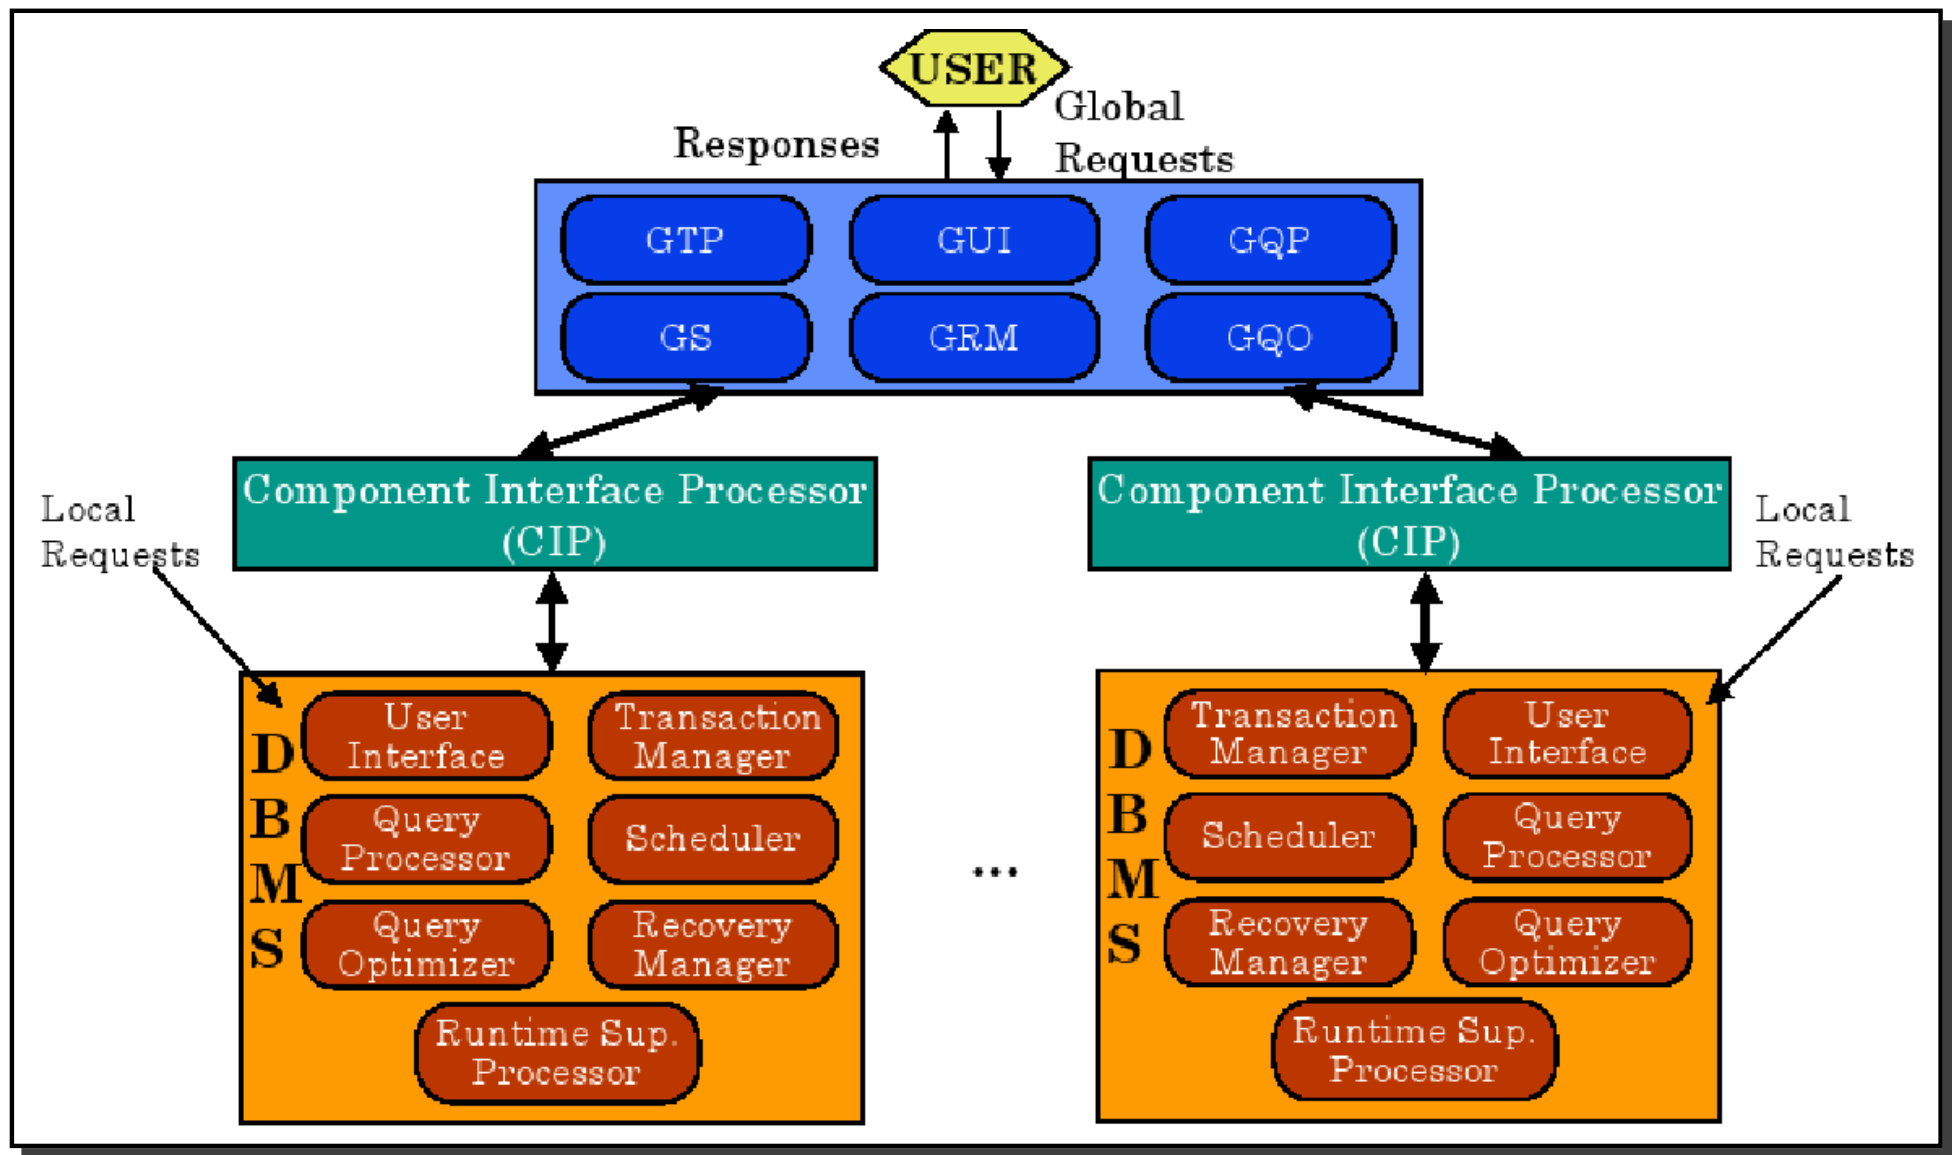 USER
Responses
Global
Requests
GTP
GUI
GQP
GS
GRM
GQO
Component Interface Processor
(CIP)
Component Interface Processor
(CIP)
Local
Requests
Local
Requests
D
B
M
S
User
Interface
Transaction
Manager
Query
Processor
Scheduler
Query
Optimizer
Recovery
Manager
Runtime Sup.
Processor
...
D
B
M
S
Transaction
Manager
User
Interface
Scheduler
Query
Processor
Recovery
Manager
Query
Optimizer
Runtime Sup.
Processor